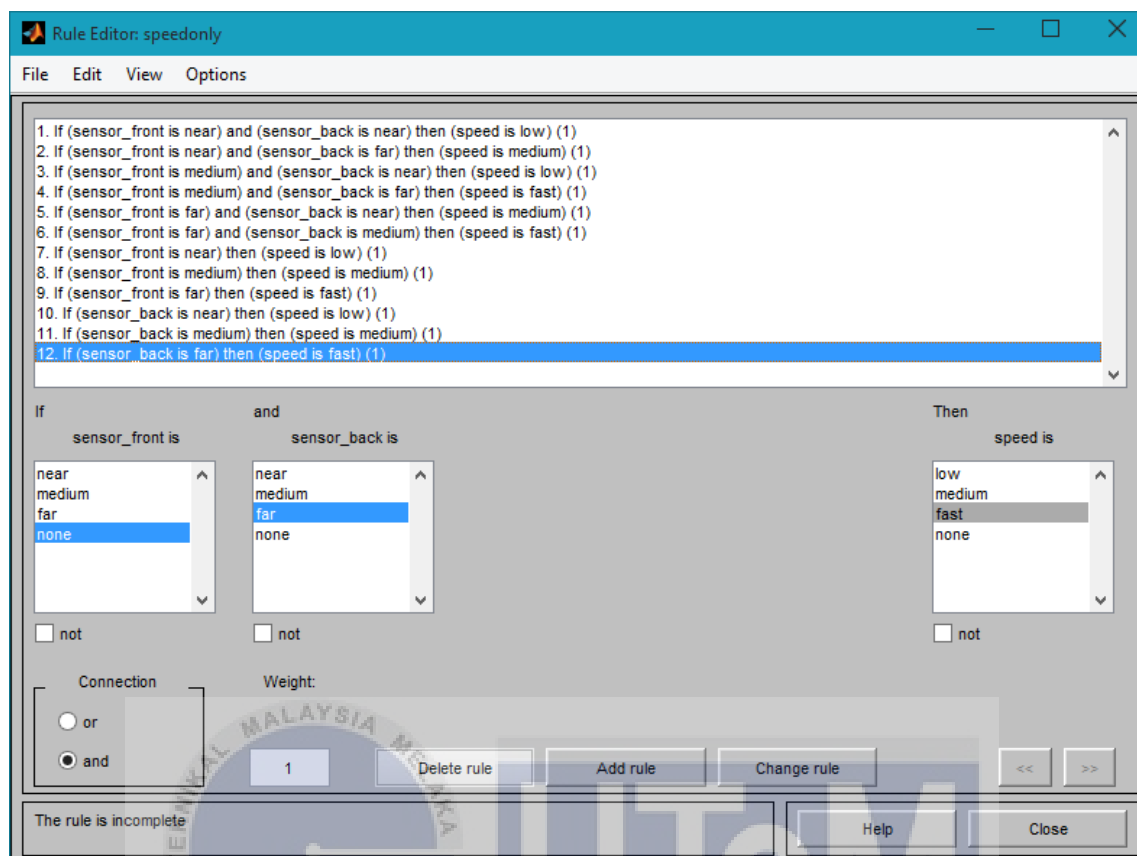 Rule Editor: speedonly
File Edit View Options
1. If (sensor_front is near) and (sensor_back is near) then (speed is low) (1)
2. If (sensor_front is near) and (sensor_back is far) then (speed is medium) (1)
3. If (sensor_front is medium) and (sensor_back is near) then (speed is low) (1)
4. If (sensor_front is medium) and (sensor_back is far) then (speed is fast) (1)
5. If (sensor_front is far) and (sensor_back is near) then (speed is medium) (1)
6. If (sensor_front is far) and (sensor_back is medium) then (speed is fast) (1)
7. If (sensor_front is near) then (speed is low) (1)
8. If (sensor_front is medium) then (speed is medium) (1)
9. If (sensor_front is far) then (speed is fast) (1)
10. If (sensor_back is near) then (speed is low) (1)
11. If (sensor_back is medium) then (speed is medium) (1)
12. If (sensor_back is far) then (speed is fast) (1)
If and Then
sensor_front is sensor_back is speed is
near near low
medium medium medium
far far fast
none none none
not not not
Connection Weight:
or
and 1 Delete rule Add rule Change rule << >>
The rule is incomplete Help Close
MALAYSIA
UTeM